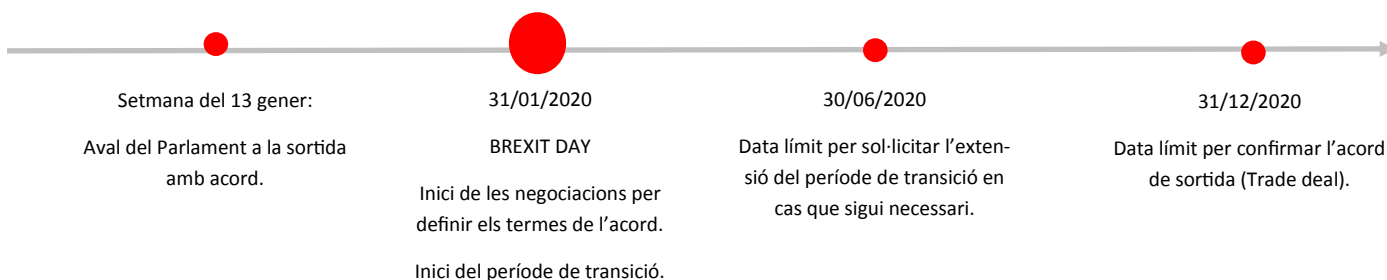 Setmana del 13 gener:
Aval del Parlament a la sortida
amb acord.
31/01/2020
BREXIT DAY
Inici de les negociacions per
definir els termes de l’acord.
Inici del període de transició.
30/06/2020
Data límit per sol·licitar l’exten-
sió del període de transició en
cas que sigui necessari.
31/12/2020
Data límit per confirmar l’acord
de sortida (Trade deal).